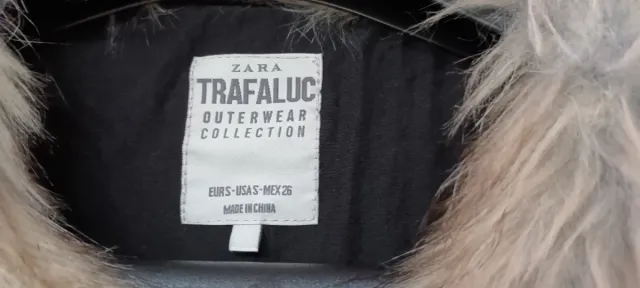 ZARA
TRAFALUC
OUTERWEAR
COLLECTION
EUR S-USA S-MEX 26
MADE IN CHINA